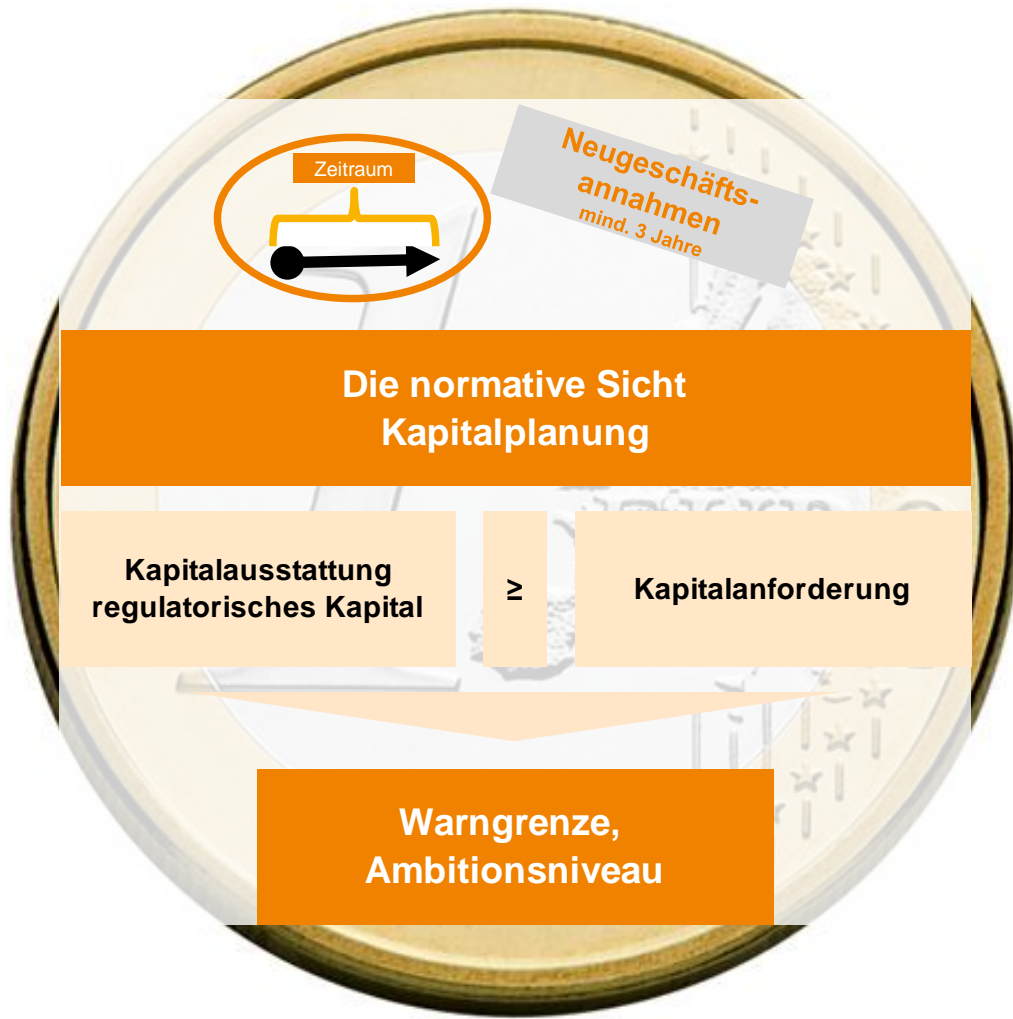 Zeitraum
Neugeschäfts-
annahmen
mind. 3 Jahre
Die normative Sicht
Kapitalplanung
Kapitalausstattung
regulatorisches Kapital
≥
Kapitalanforderung
Warngrenze,
Ambitionsniveau